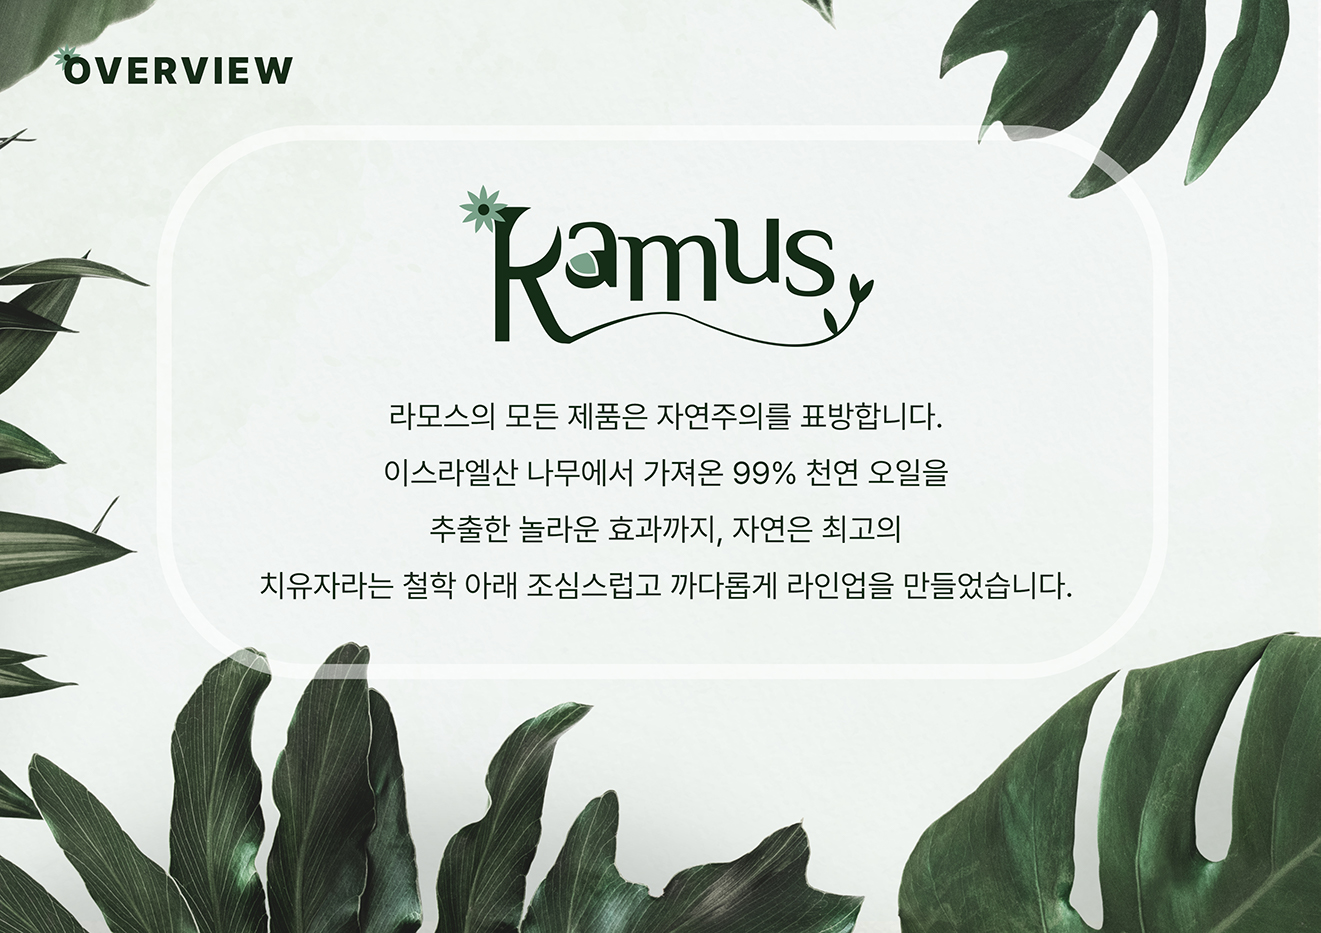 OVERVIEW
Kamus
라모스의 모든 제품은 자연주의를 표방합니다.
이스라엘산 나무에서 가져온 99% 천연 오일을
추출한 놀라운 효과까지, 자연은 최고의
치유자라는 철학 아래 조심스럽고 까다롭게 라인업을 만들었습니다.